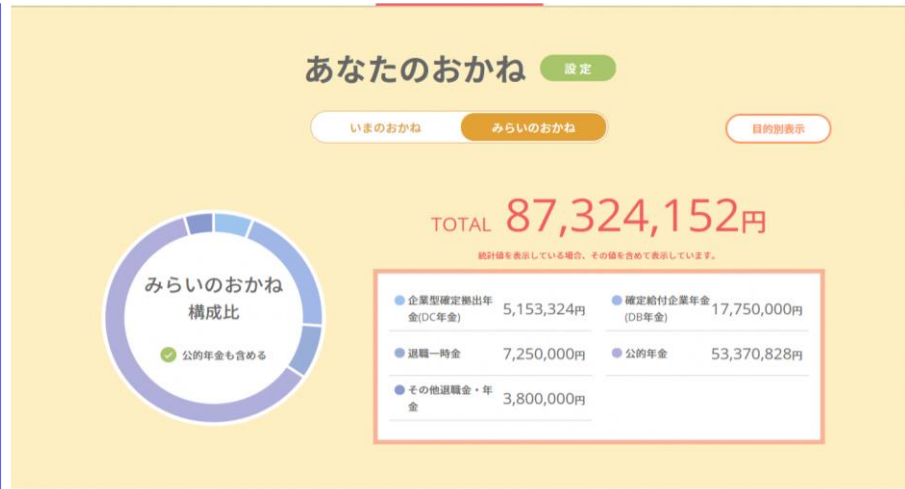 あなたのおかね
設定
いまのおかね
みらいのおかね
目的別表示
TOTAL 87,324,152円
統計値を表示している場合、その値を含めて表示しています。
みらいのおかね
構成比
公的年金も含める
企業型確定拠出年
金(DC年金)
5,153,324円
確定給付企業年金
(DB年金)
17,750,000円
退職一時金
7,250,000円
公的年金
53,370,828円
その他退職金・年
金
3,800,000円